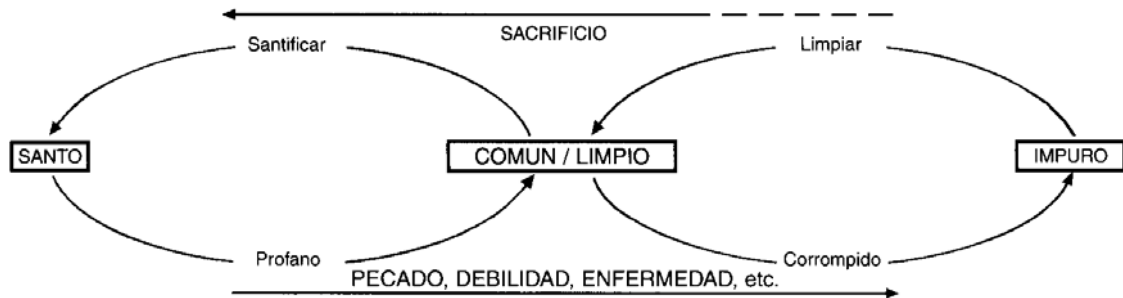 SACRIFICIO
Santificar
Limpiar
SANTO
COMUN / LIMPIO
IMPURO
Profano
Corrompido
PECADO, DEBILIDAD, ENFERMEDAD, etc.